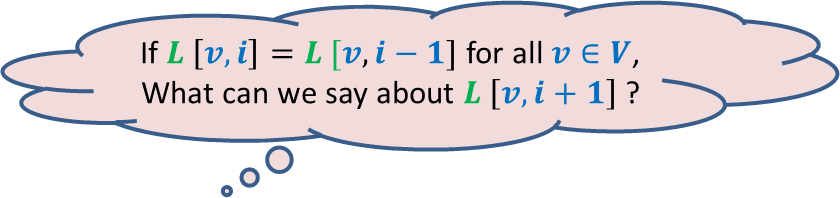 If L [v, i] = L [v, i − 1] for all v ∈ V,
What can we say about L [v, i + 1] ?